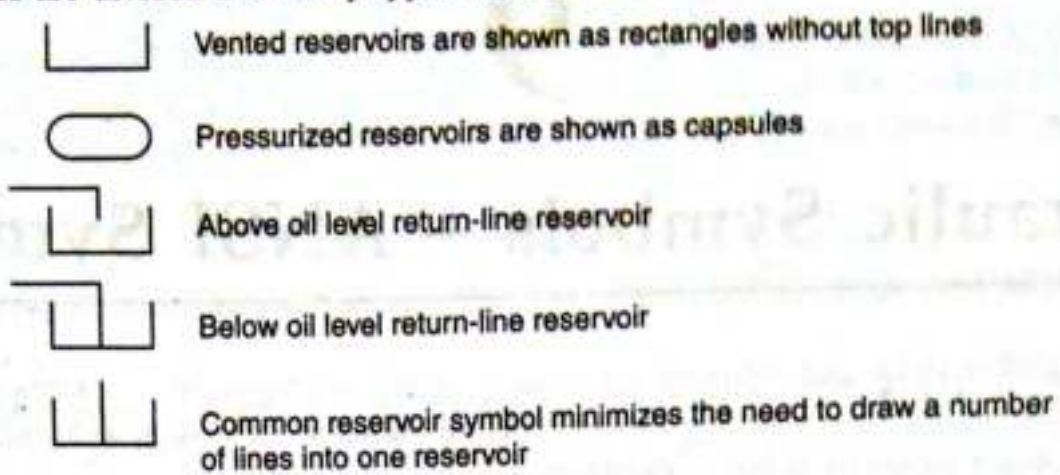 Vented reservoirs are shown as rectangles without top lines
Pressurized reservoirs are shown as capsules
Above oil level return-line reservoir
Below oil level return-line reservoir
Common reservoir symbol minimizes the need to draw a number
of lines into one reservoir